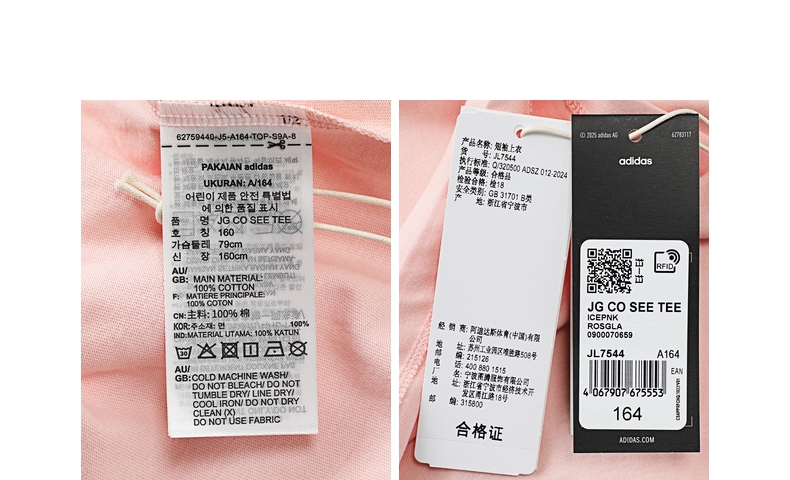 62759440-J5-A164-TOP-S9A-8
PAKAIAN adidas
UKURAN: A/164
어린이 제품 안전 특별법
에 의한 품질 표시
품 명 JG CO SEE TEE
호 칭 160
가슴둘레 79cm
신 장 160cm
AU/
GB: MAIN MATERIAL:
100% COTTON
F: MATIERE PRINCIPALE:
100% COTON
CN:主料: 100% 棉
KOR:주소재: 면 100%
IND:MATERIAL UTAMA: 100% KATUN
AU/
GB:COLD MACHINE WASH/
DO NOT BLEACH/ DO NOT
TUMBLE DRY/ LINE DRY/
COOL IRON/ DO NOT DRY
CLEAN (X)
DO NOT USE FABRIC
产品名称: 短袖上衣
货 号: JL7544
执行标准: Q/320500 ADSZ 012-2024
产品等级: 合格品
检验合格: 检18
安全类别: GB 31701 B类
产 地: 浙江省宁波市
经 销 商: 阿迪达斯体育(中国)有限
公司
地 址: 苏州工业园区唯胜路508号
邮 编: 215126
电 话: 400 880 1515
厂 名: 宁波甬腾服饰有限公司
地 址: 浙江省宁波市经济技术开
发区甬江路18号
邮 编: 315800
合格证
© 2025 adidas AG
62783117
adidas
RFID
JG CO SEE TEE
ICEPNK
ROSGLA
0900070659
JL7544 A164
EAN
4 067907 675553
164
ADIDAS.COM